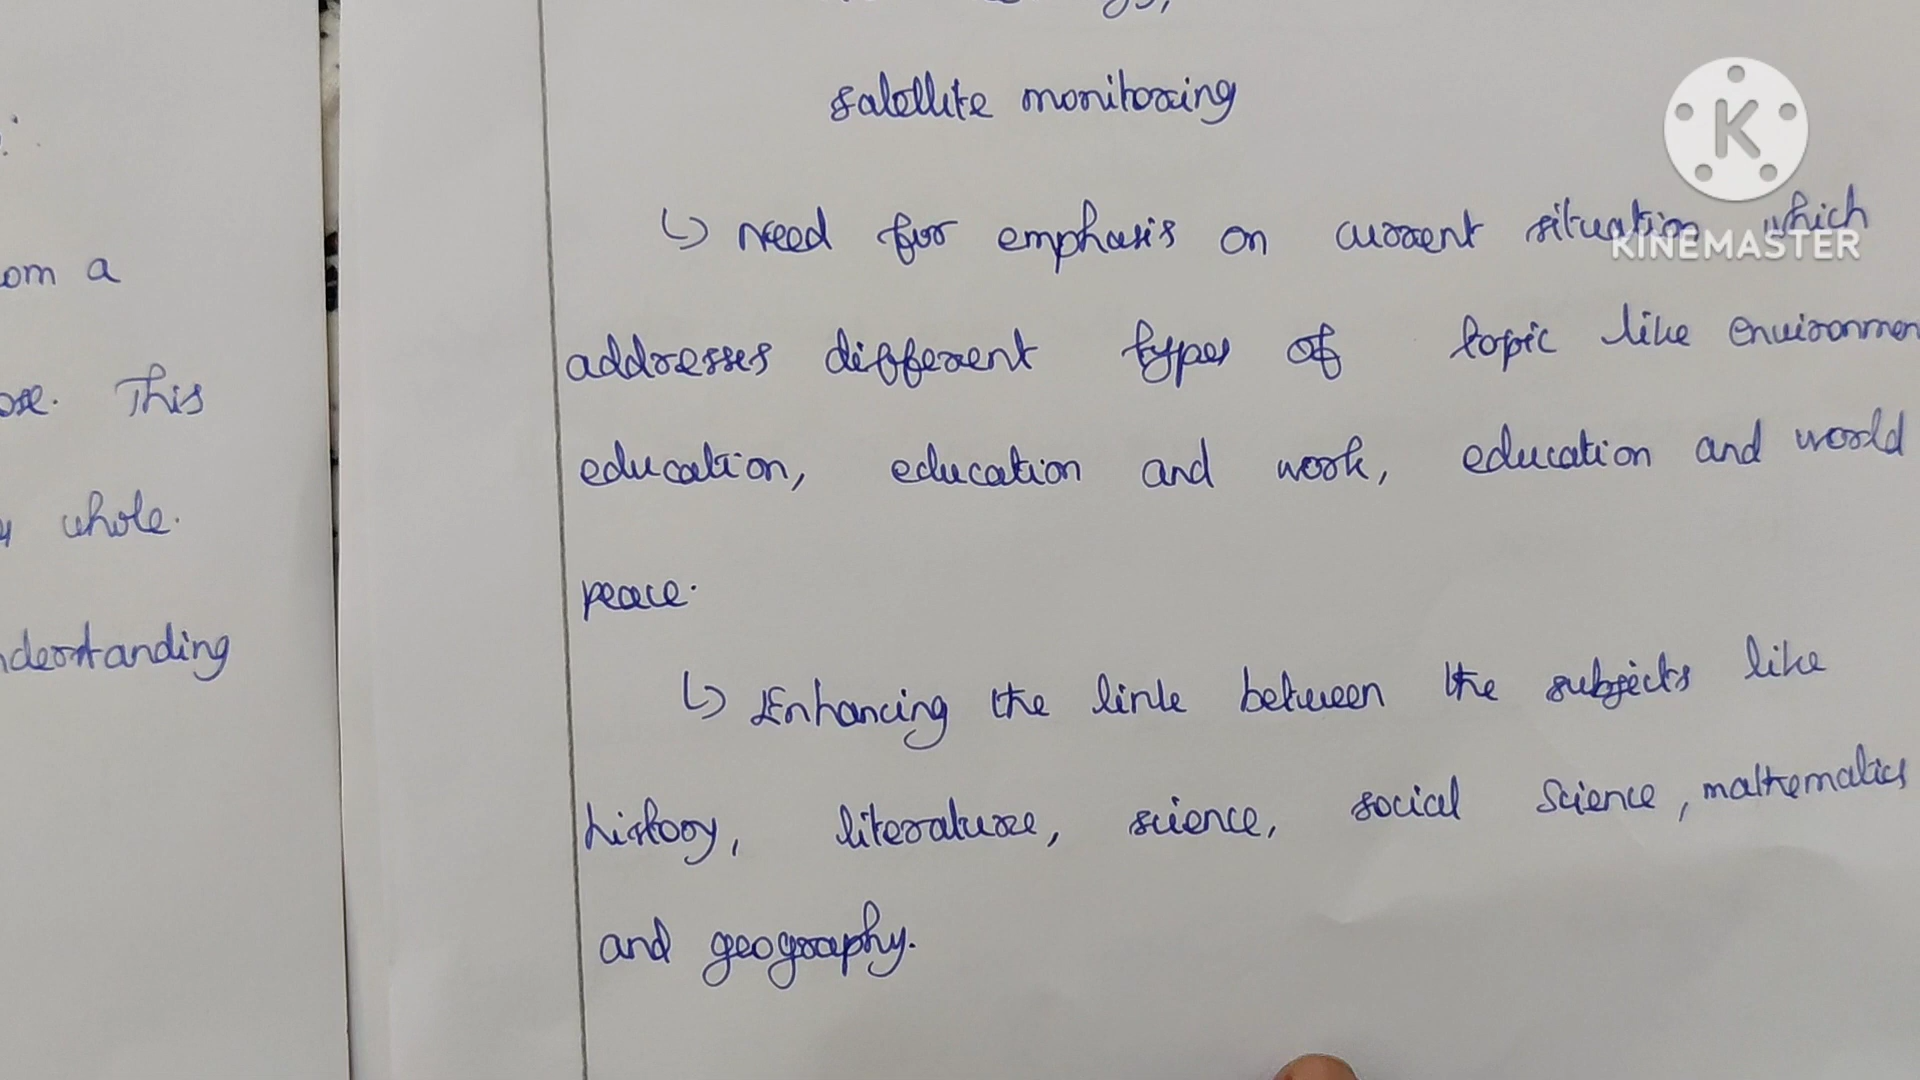 om a
This
whole.
satellite monitoring
↳ need for emphasis on current situation which
addresses different types of topic like environmen
education, education and work, education and world
peace.
↳ Enhancing the link between the subjects like
history, literature, science, social Science, mathematics
and geography.
nderstanding
K
KINEMASTER